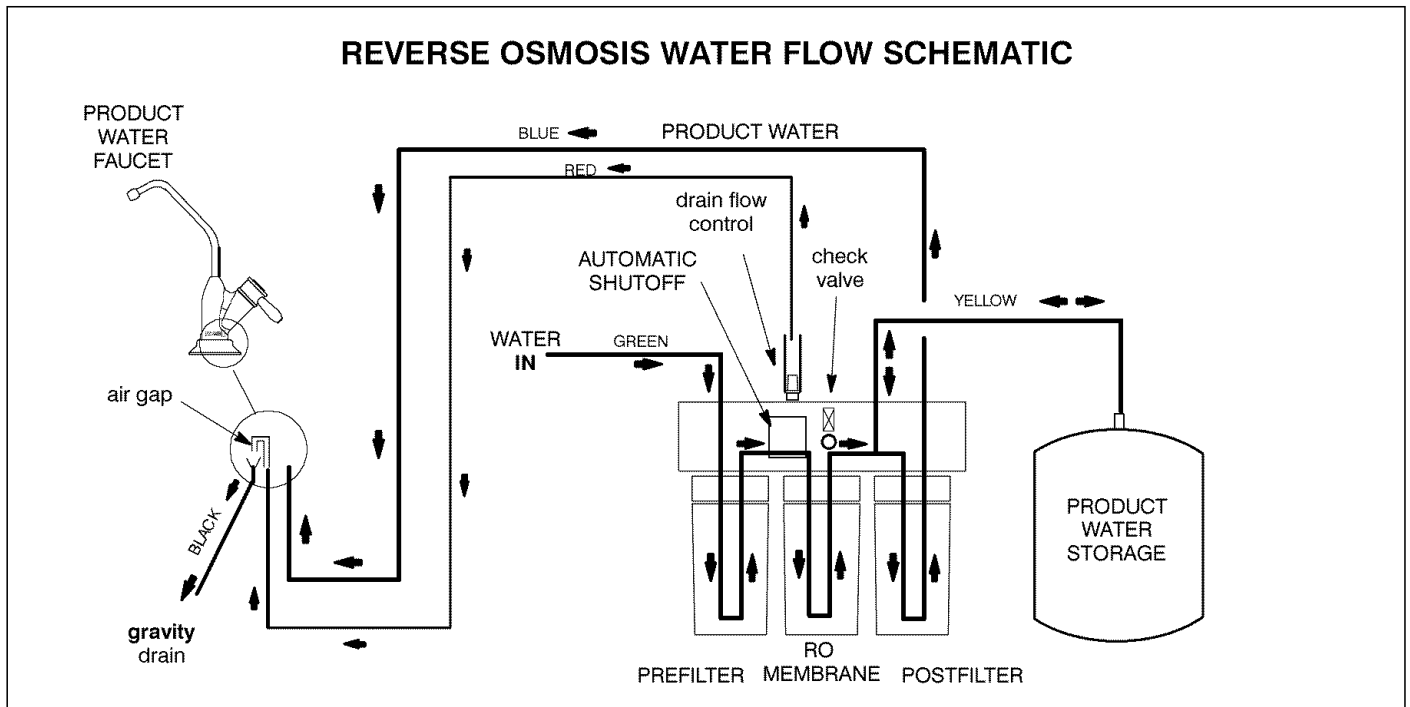 REVERSE OSMOSIS WATER FLOW SCHEMATIC
PRODUCT
WATER
FAUCET
BLUE
PRODUCT WATER
RED
drain flow
control
AUTOMATIC
SHUTOFF
check
valve
YELLOW
WATER
IN
GREEN
air gap
BLACK
gravity
drain
PRODUCT
WATER
STORAGE
PREFILTER
RO
MEMBRANE
POSTFILTER